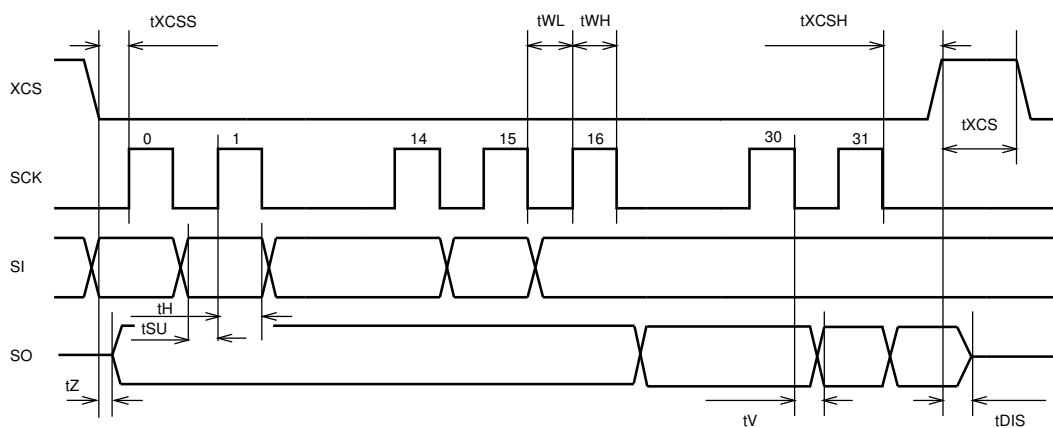 tXCSS
tWL
tWH
tXCSH
XCS
tXCS
0
1
14
15
16
30
31
SCK
SI
tH
tSU
SO
tZ
tV
tDIS